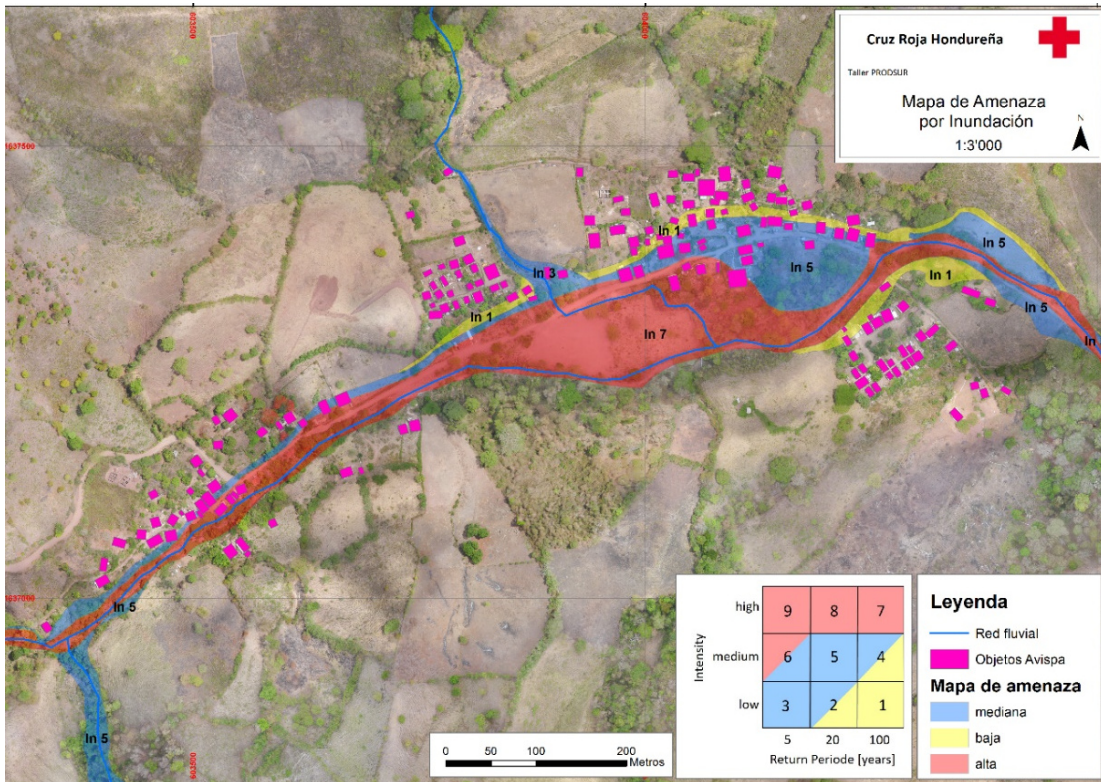 Cruz Roja Hondureña
Taller PRODSUR
Mapa de Amenaza
por Inundación
1:3'000
N
In 1
In 5
In 3
In 5
In 1
In 5
In 1
In 7
In
In 5
In 5
0 50 100 200
Metros
Intensity
high 9 8 7
medium 6 5 4
low 3 2 1
5 20 100
Return Periode [years]
Leyenda
Red fluvial
Objetos Avispa
Mapa de amenaza
mediana
baja
alta